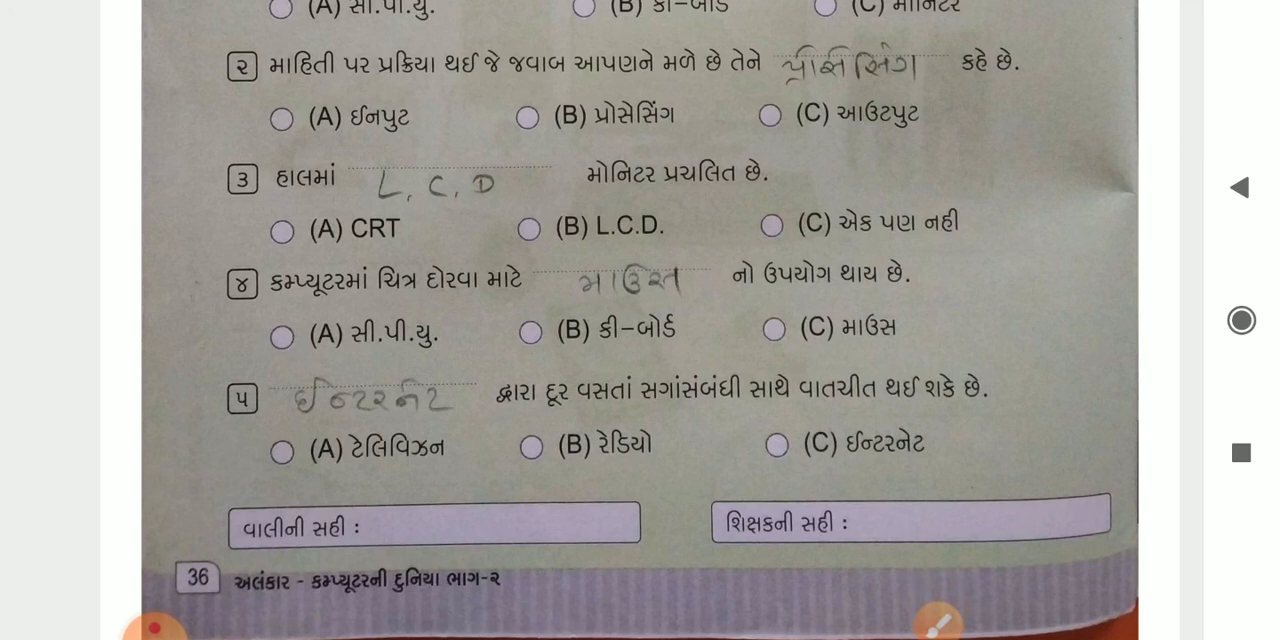 (A) સી.પી.યુ. (B) કી-બોર્ડ (C) મોનિટર
૨ માહિતી પર પ્રક્રિયા થઈ જે જવાબ આપણને મળે છે તેને પ્રોસેસિંગ કહે છે.
(A) ઈનપુટ (B) પ્રોસેસિંગ (C) આઉટપુટ
૩ હાલમાં L.C.D મોનિટર પ્રચલિત છે.
(A) CRT (B) L.C.D. (C) એક પણ નહી
૪ કમ્પ્યૂટરમાં ચિત્ર દોરવા માટે માઉસ નો ઉપયોગ થાય છે.
(A) સી.પી.યુ. (B) કી-બોર્ડ (C) માઉસ
૫ ઈન્ટરનેટ દ્વારા દૂર વસતાં સગાંસંબંધી સાથે વાતચીત થઈ શકે છે.
(A) ટેલિવિઝન (B) રેડિયો (C) ઈન્ટરનેટ
વાલીની સહી : શિક્ષકની સહી :
36 અલંકાર - કમ્પ્યૂટરની દુનિયા ભાગ-૨